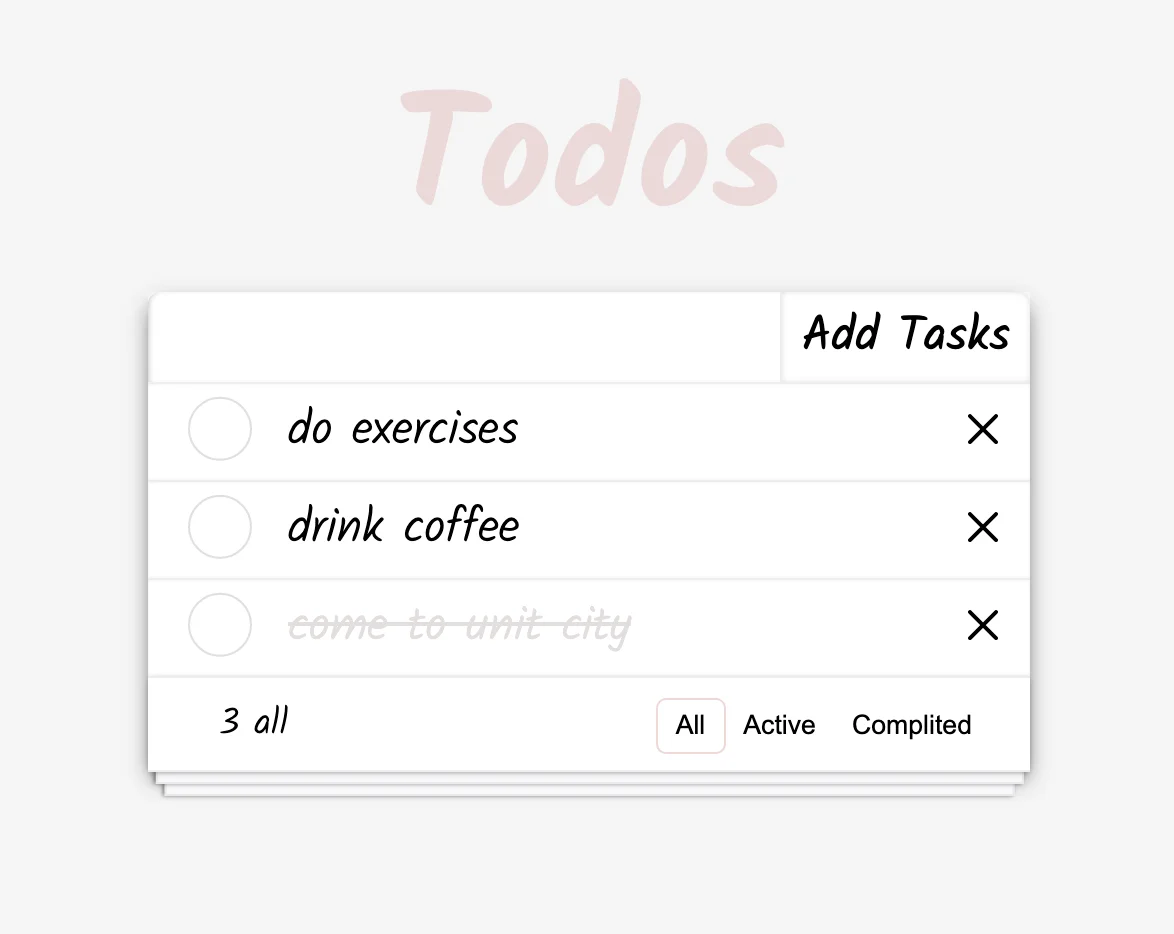 Todos
Add Tasks
do exercises
drink coffee
come to unit city
3 all All Active Complited